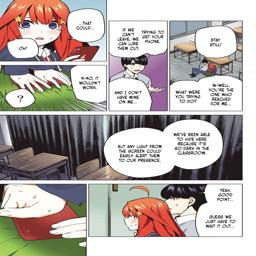 STAY
STILL!
W-WELL,
YOU'RE THE
ONE WHO
REACHED
FOR ME...
WHAT WERE
YOU TRYING
TO DO?
TRYING TO
GET YOUR
PHONE.
IF WE
CAN'T
LEAVE, WE
CAN LURE
THEM OUT.
AND I DON'T
HAVE MINE
ON ME...
THAT
COULD...
OH!
N-NO, IT
WOULDN'T
WORK.
?
WE'VE BEEN
ABLE TO
HIDE HERE
BECAUSE IT'S
SO DARK IN THE
CLASSROOM.
BUT ANY LIGHT FROM
THE SCREEN COULD
EASILY ALERT THEM
TO OUR PRESENCE.
YEAH,
GOOD
POINT...
GUESS WE
JUST HAVE TO
WAIT IT OUT...